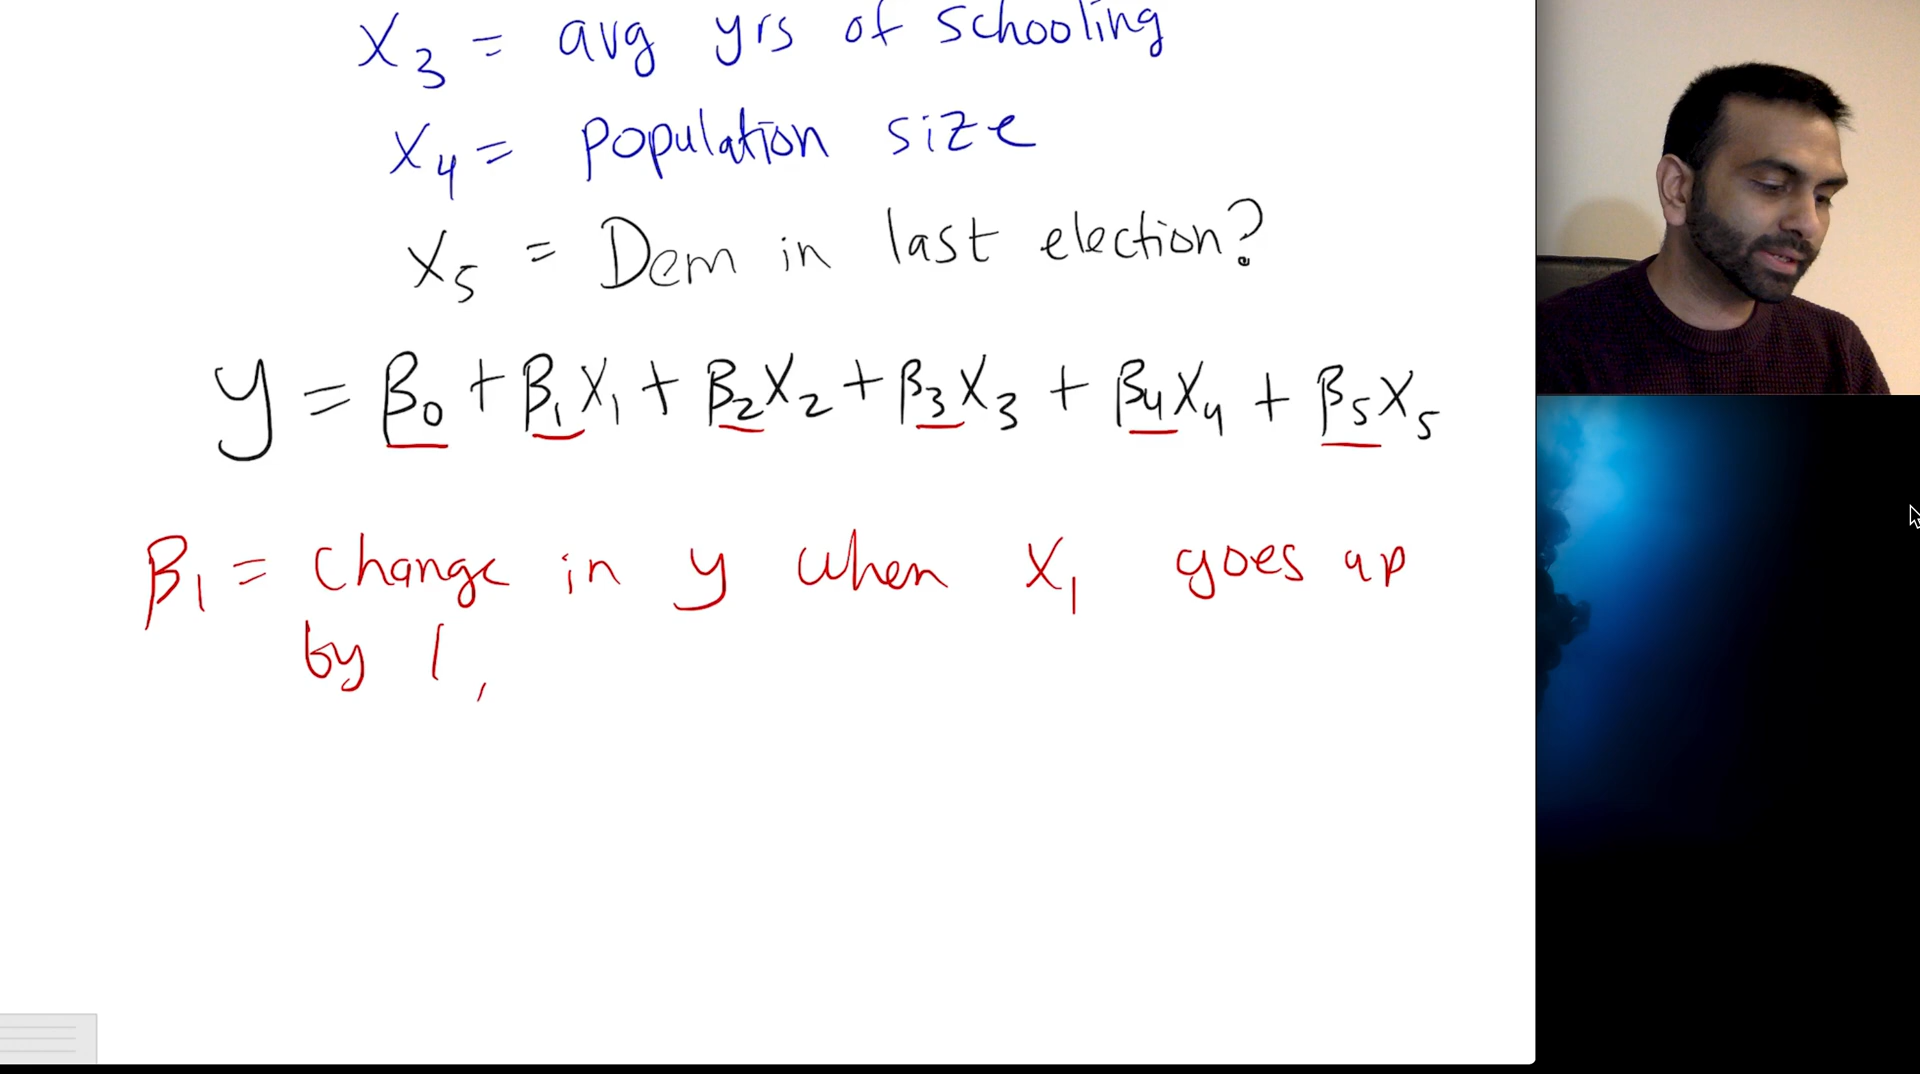 X₃ = avg yrs of schooling
X₄ = population size
X₅ = Dem in last election?
y = β₀ + β₁X₁ + β₂X₂ + β₃X₃ + β₄X₄ + β₅X₅
β₁ = change in y when X₁ goes up
by 1,